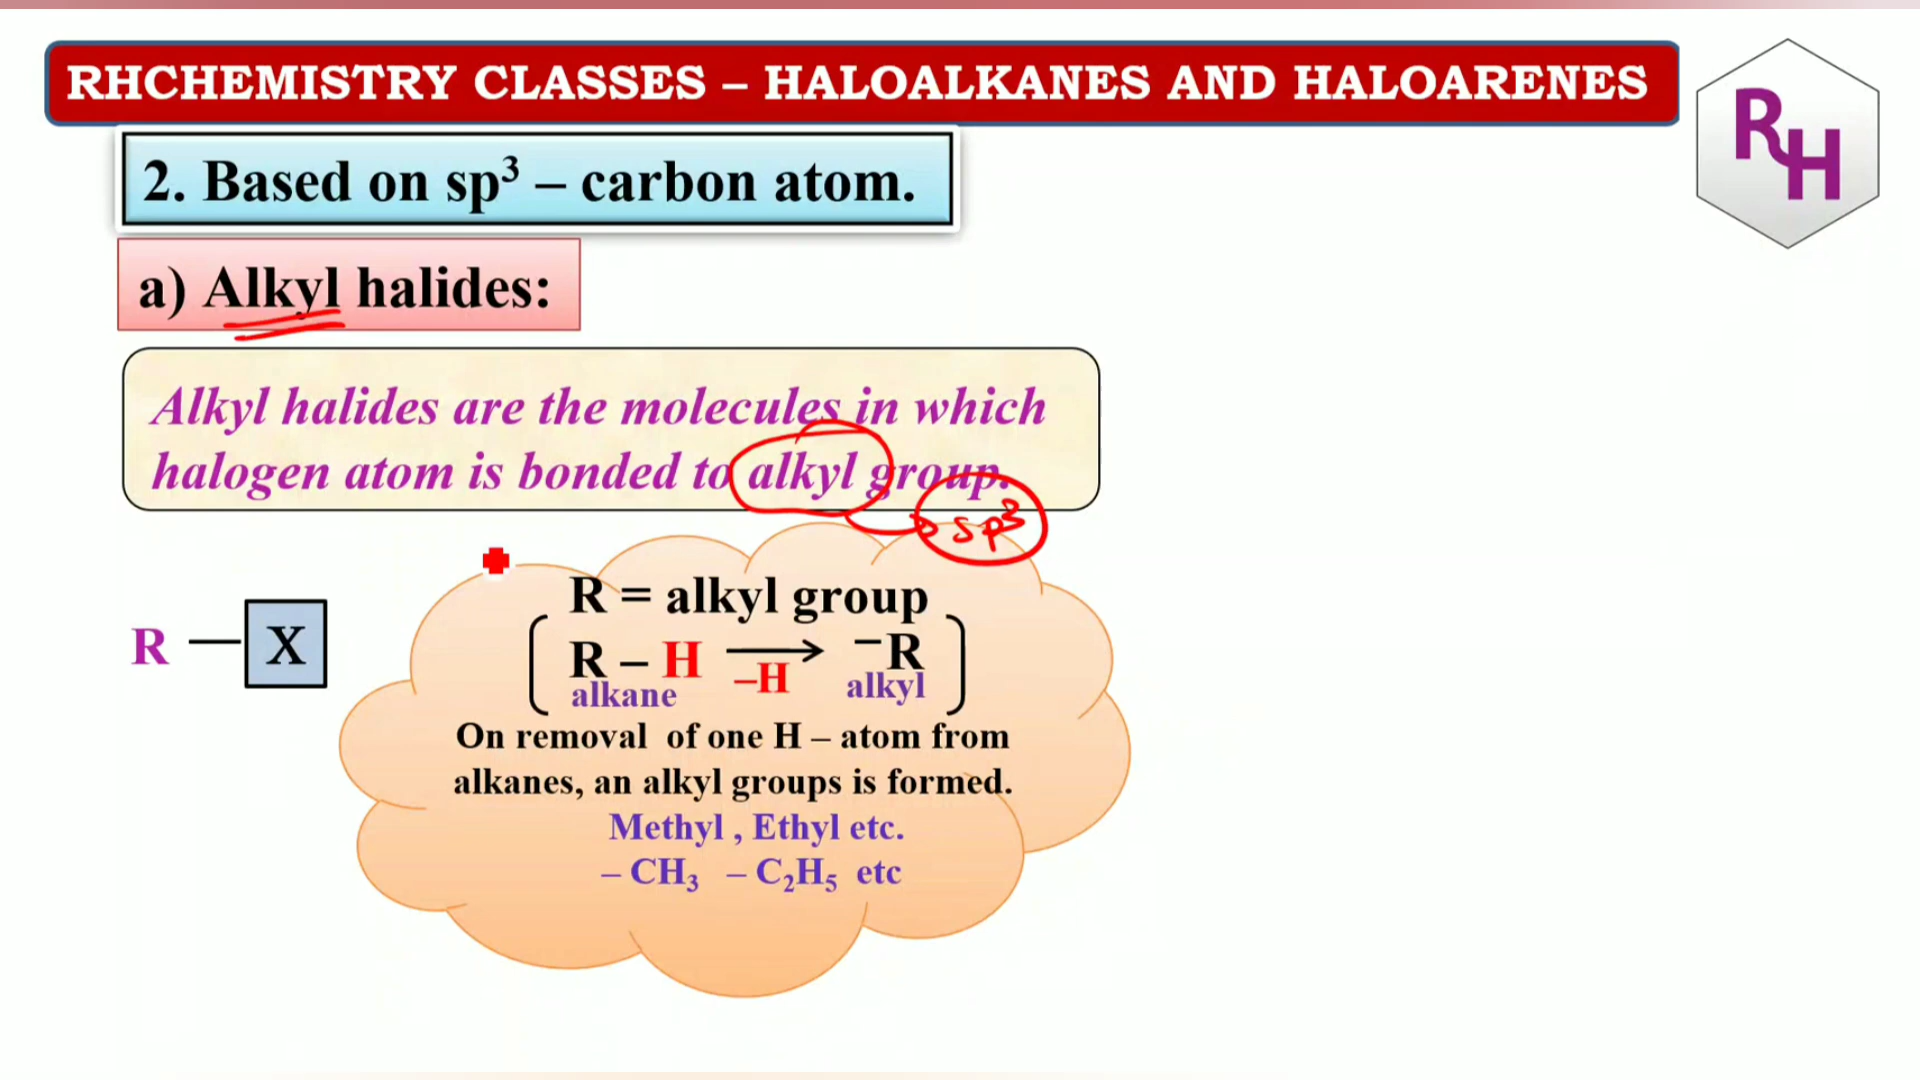 RHCHEMISTRY CLASSES – HALOALKANES AND HALOARENES
RH
2. Based on sp³ – carbon atom.
a) Alkyl halides:
Alkyl halides are the molecules in which
halogen atom is bonded to alkyl group.
sp³
R — X
R = alkyl group
R – H → –R
–H
alkane alkyl
On removal of one H – atom from
alkanes, an alkyl groups is formed.
Methyl , Ethyl etc.
– CH₃ – C₂H₅ etc